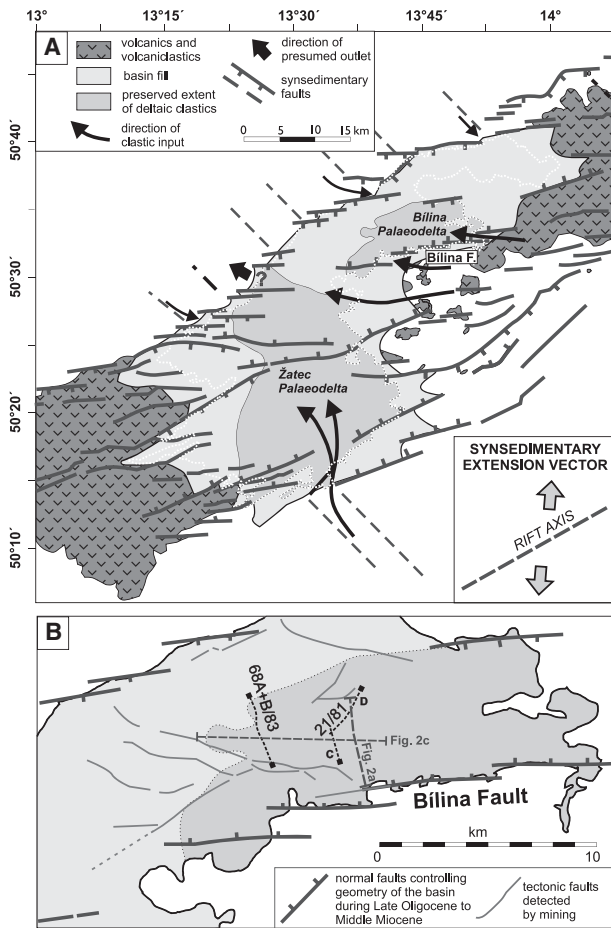 13°
13°15'
13°30'
13°45'
14°
A
volcanics and
volcaniclastics
basin fill
preserved extent
of deltaic clastics
direction of
clastic input
direction of
presumed outlet
synsedimentary
faults
0 5 10 15 km
50°40'
50°30'
50°20'
50°10'
Bílina
Palaeodelta
Bílina F.
?
Žatec
Palaeodelta
SYNSEDIMENTARY
EXTENSION VECTOR
RIFT AXIS
B
68A+B/83
21/81
D
C
Fig. 2c
Fig. 2a
Bílina Fault
km
0 10
normal faults controlling
geometry of the basin
during Late Oligocene to
Middle Miocene
tectonic faults
detected
by mining